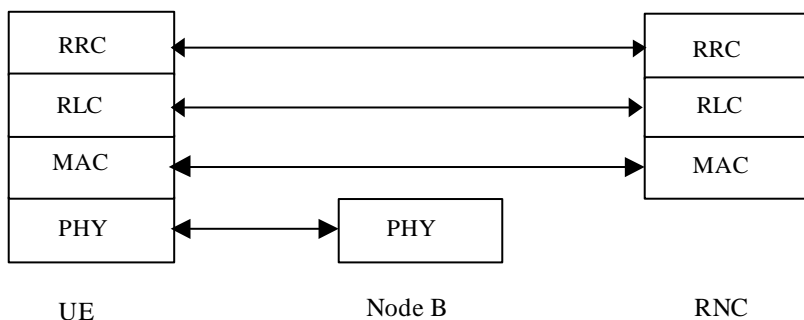 RRC RRC
RLC RLC
MAC MAC
PHY PHY
UE Node B RNC